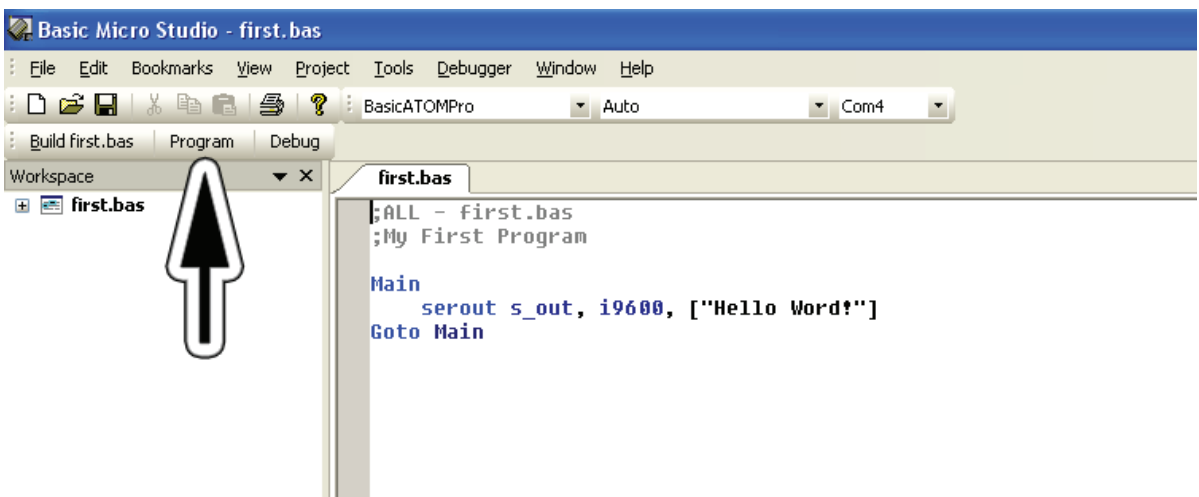 Basic Micro Studio - first.bas
File Edit Bookmarks View Project Tools Debugger Window Help
BasicATOMPro Auto Com4
Build first.bas Program Debug
Workspace
first.bas
first.bas
;ALL - first.bas
;My First Program
Main
serout s_out, i9600, ["Hello Word!"]
Goto Main